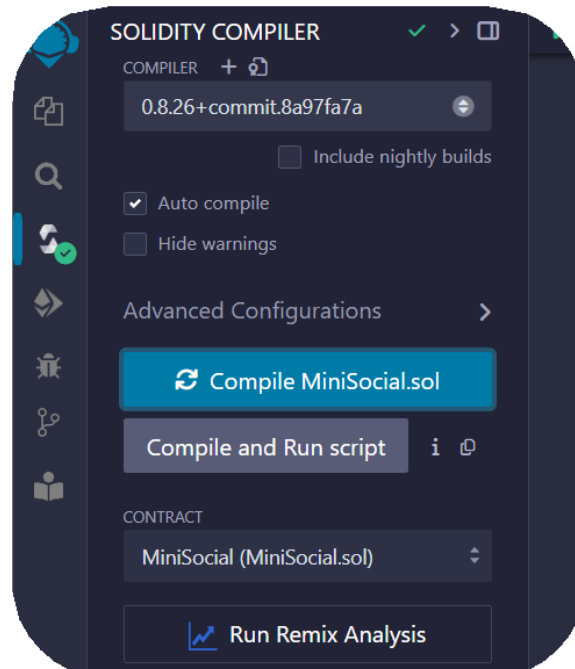 SOLIDITY COMPILER
COMPILER
0.8.26+commit.8a97fa7a
Include nightly builds
Auto compile
Hide warnings
Advanced Configurations
Compile MiniSocial.sol
Compile and Run script
CONTRACT
MiniSocial (MiniSocial.sol)
Run Remix Analysis